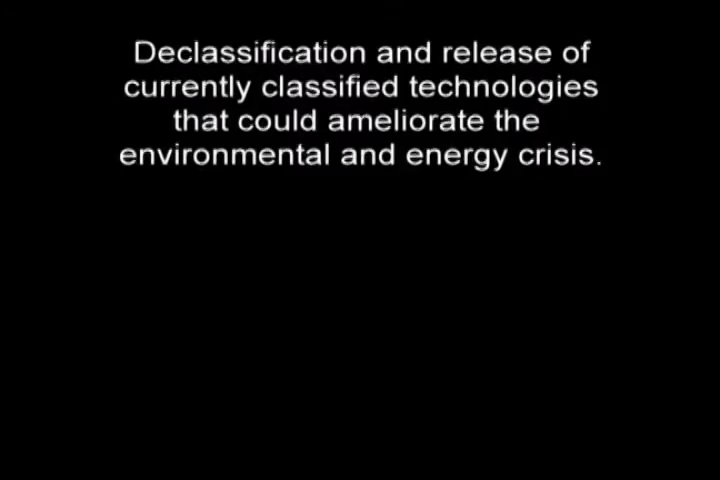 Declassification and release of
currently classified technologies
that could ameliorate the
environmental and energy crisis.